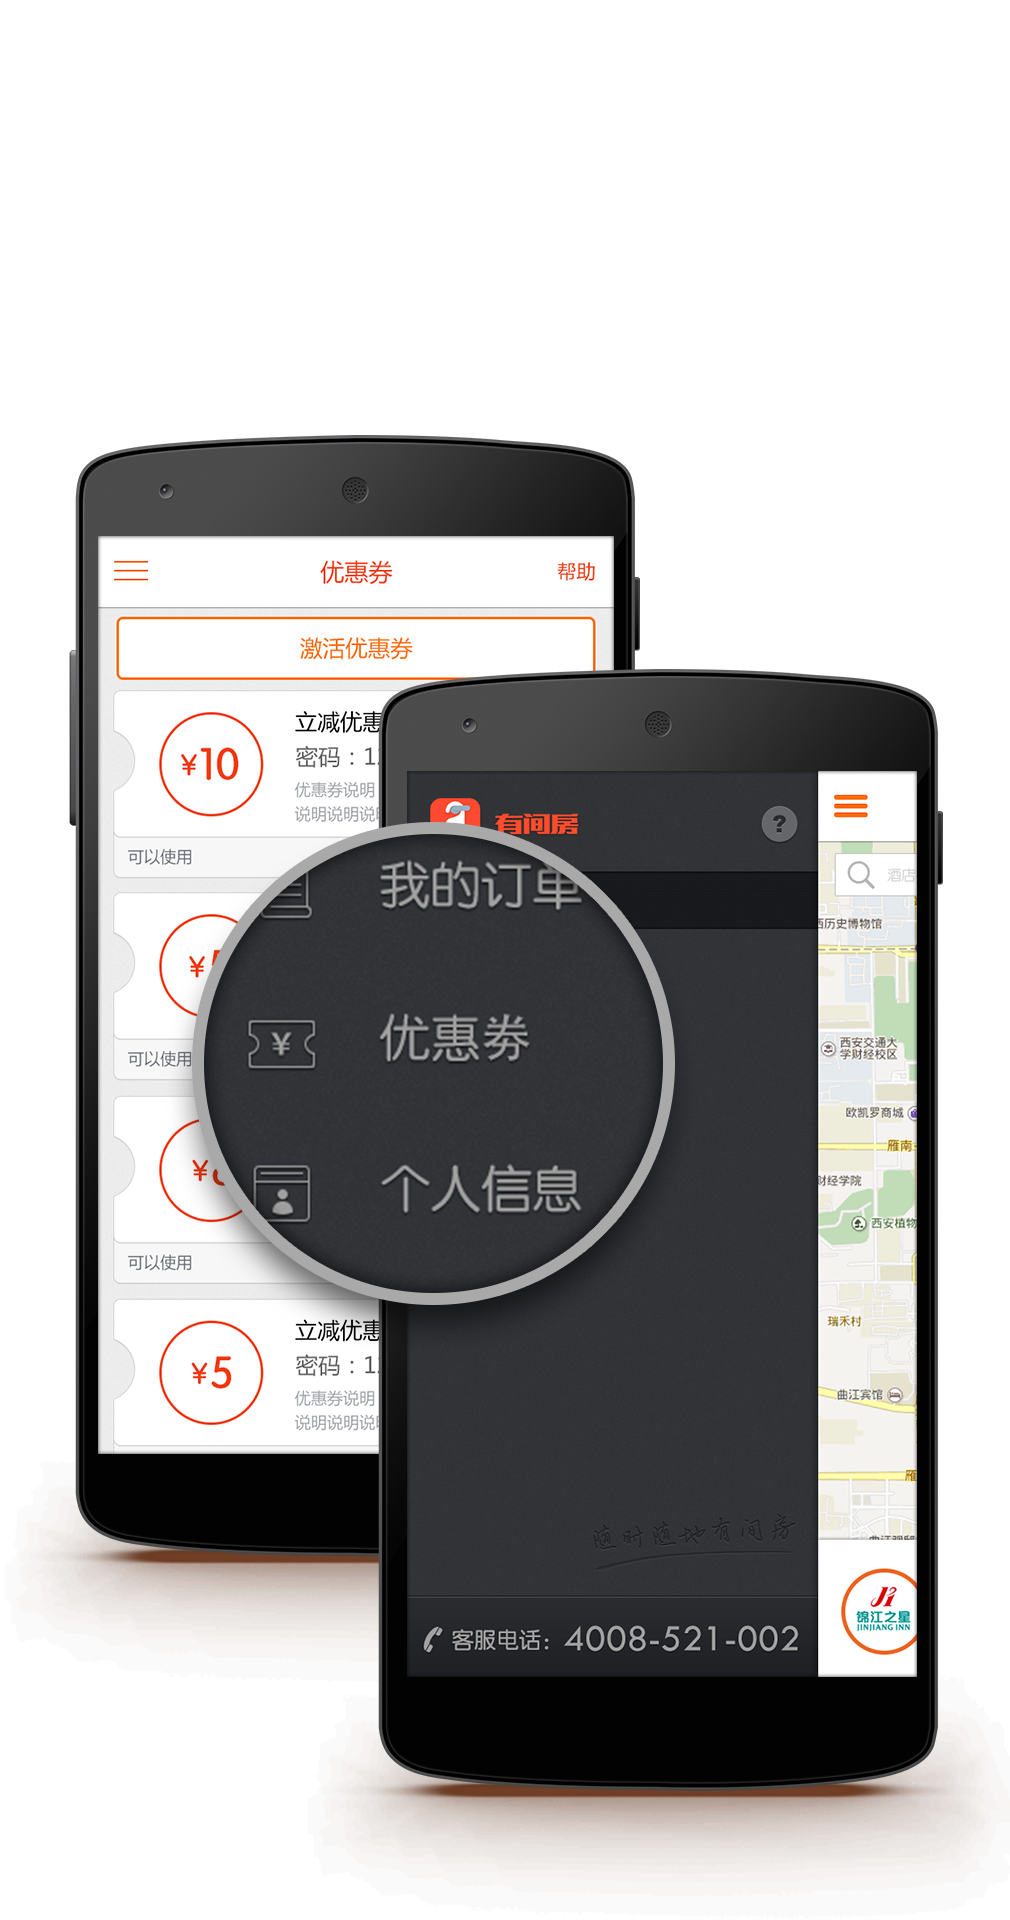 优惠券
帮助
激活优惠券
¥10
立减优惠
密码：1
优惠券说明
说明说明说
可以使用
¥
可以使用
¥
可以使用
¥5
立减优惠
密码：1
优惠券说明
说明说明说
有间房
?
我的订单
¥
优惠券
个人信息
随时随地有间房
客服电话：4008-521-002
酒店
西历史博物馆
西安交通大
学财经校区
欧凯罗商城
雁南
财经学院
西安植物
瑞禾村
曲江宾馆
雁
锦江之星
JINJIANG INN